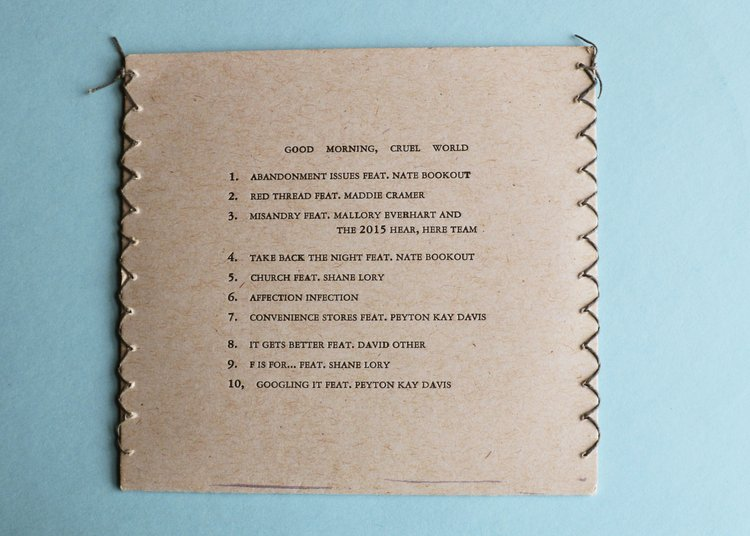 GOOD MORNING, CRUEL WORLD
1. ABANDONMENT ISSUES FEAT. NATE BOOKOUT
2. RED THREAD FEAT. MADDIE CRAMER
3. MISANDRY FEAT. MALLORY EVERHART AND
THE 2015 HEAR, HERE TEAM
4. TAKE BACK THE NIGHT FEAT. NATE BOOKOUT
5. CHURCH FEAT. SHANE LORY
6. AFFECTION INFECTION
7. CONVENIENCE STORES FEAT. PEYTON KAY DAVIS
8. IT GETS BETTER FEAT. DAVID OTHER
9. F IS FOR... FEAT. SHANE LORY
10, GOOGLING IT FEAT. PEYTON KAY DAVIS